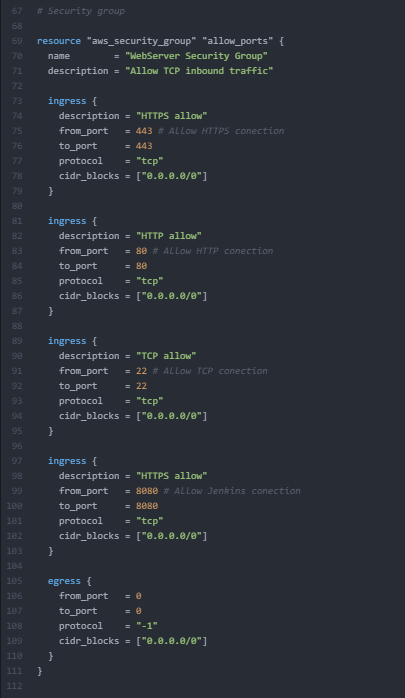 67 # Security group
68
69 resource "aws_security_group" "allow_ports" {
70   name        = "WebServer Security Group"
71   description = "Allow TCP inbound traffic"
72
73   ingress {
74     description = "HTTPS allow"
75     from_port   = 443 # Allow HTTPS conection
76     to_port     = 443
77     protocol    = "tcp"
78     cidr_blocks = ["0.0.0.0/0"]
79   }
80
81   ingress {
82     description = "HTTP allow"
83     from_port   = 80 # Allow HTTP conection
84     to_port     = 80
85     protocol    = "tcp"
86     cidr_blocks = ["0.0.0.0/0"]
87   }
88
89   ingress {
90     description = "TCP allow"
91     from_port   = 22 # Allow TCP conection
92     to_port     = 22
93     protocol    = "tcp"
94     cidr_blocks = ["0.0.0.0/0"]
95   }
96
97   ingress {
98     description = "HTTPS allow"
99     from_port   = 8080 # Allow Jenkins conection
100     to_port     = 8080
101     protocol    = "tcp"
102     cidr_blocks = ["0.0.0.0/0"]
103   }
104
105   egress {
106     from_port   = 0
107     to_port     = 0
108     protocol    = "-1"
109     cidr_blocks = ["0.0.0.0/0"]
110   }
111 }
112